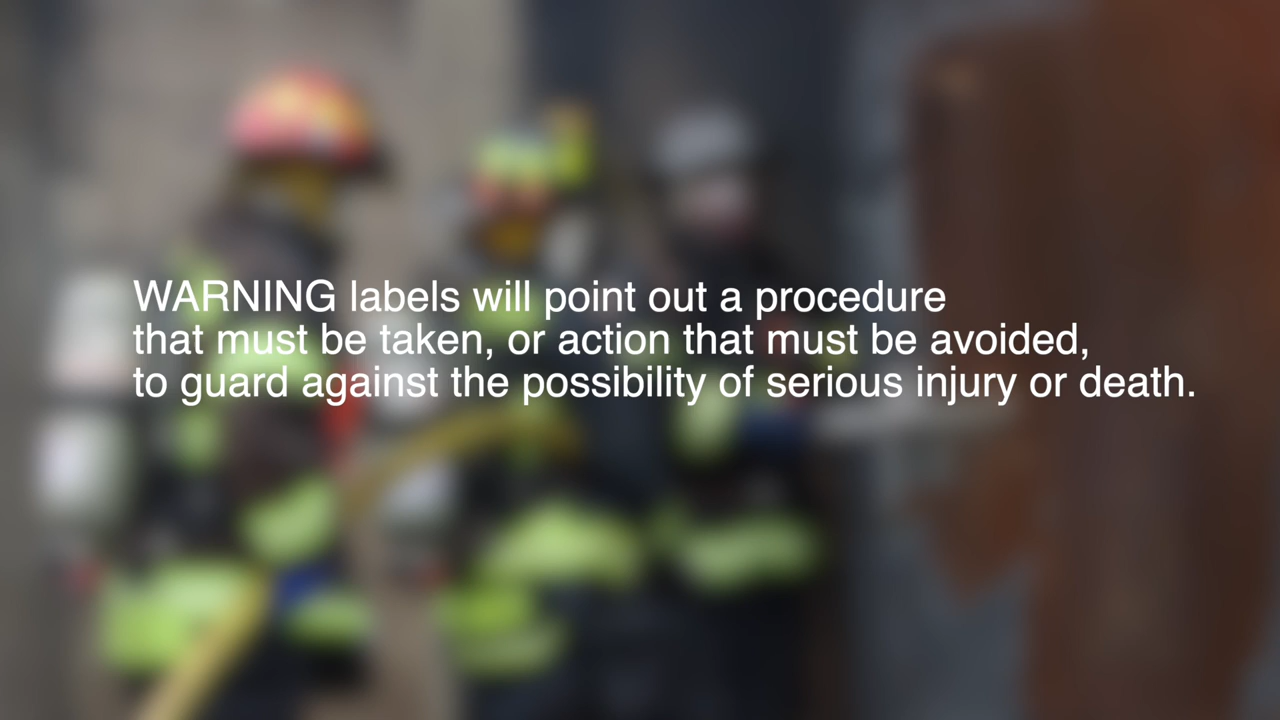 WARNING labels will point out a procedure
that must be taken, or action that must be avoided,
to guard against the possibility of serious injury or death.